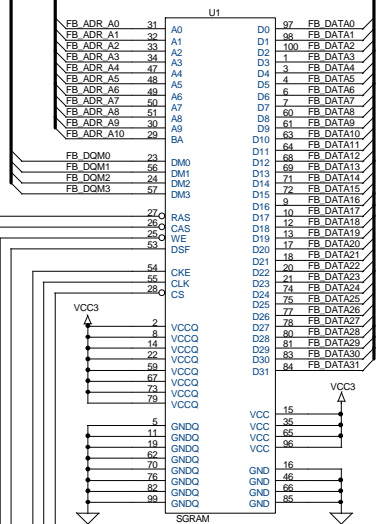 U1
FB_ADR_A0 31 A0
FB_ADR_A1 32 A1
FB_ADR_A2 33 A2
FB_ADR_A3 34 A3
FB_ADR_A4 47 A4
FB_ADR_A5 48 A5
FB_ADR_A6 49 A6
FB_ADR_A7 50 A7
FB_ADR_A8 51 A8
FB_ADR_A9 30 A9
FB_ADR_A10 29 BA
FB_DQM0 23 DM0
FB_DQM1 56 DM1
FB_DQM2 24 DM2
FB_DQM3 57 DM3
27 RAS
26 CAS
25 WE
53 DSF
54 CKE
55 CLK
28 CS
VCC3
2 VCCQ
8 VCCQ
14 VCCQ
22 VCCQ
59 VCCQ
67 VCCQ
73 VCCQ
79 VCCQ
5 GNDQ
11 GNDQ
19 GNDQ
62 GNDQ
70 GNDQ
76 GNDQ
82 GNDQ
99 GNDQ
D0 97 FB_DATA0
D1 98 FB_DATA1
D2 100 FB_DATA2
D3 1 FB_DATA3
D4 3 FB_DATA4
D5 4 FB_DATA5
D6 6 FB_DATA6
D7 7 FB_DATA7
D8 60 FB_DATA8
D9 61 FB_DATA9
D10 63 FB_DATA10
D11 64 FB_DATA11
D12 68 FB_DATA12
D13 69 FB_DATA13
D14 71 FB_DATA14
D15 72 FB_DATA15
D16 9 FB_DATA16
D17 10 FB_DATA17
D18 12 FB_DATA18
D19 13 FB_DATA19
D20 17 FB_DATA20
D21 18 FB_DATA21
D22 20 FB_DATA22
D23 21 FB_DATA23
D24 74 FB_DATA24
D25 75 FB_DATA25
D26 77 FB_DATA26
D27 78 FB_DATA27
D28 80 FB_DATA28
D29 81 FB_DATA29
D30 83 FB_DATA30
D31 84 FB_DATA31
VCC3
VCC 15
VCC 35
VCC 65
VCC 96
GND 16
GND 46
GND 66
GND 85
SGRAM